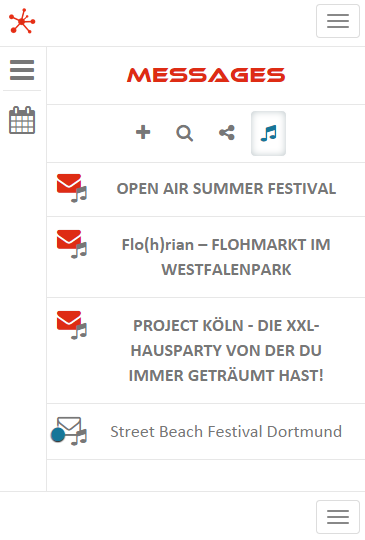 MESSAGES
OPEN AIR SUMMER FESTIVAL
Flo(h)rian – FLOHMARKT IM
WESTFALENPARK
PROJECT KÖLN - DIE XXL-
HAUSPARTY VON DER DU
IMMER GETRÄUMT HAST!
Street Beach Festival Dortmund